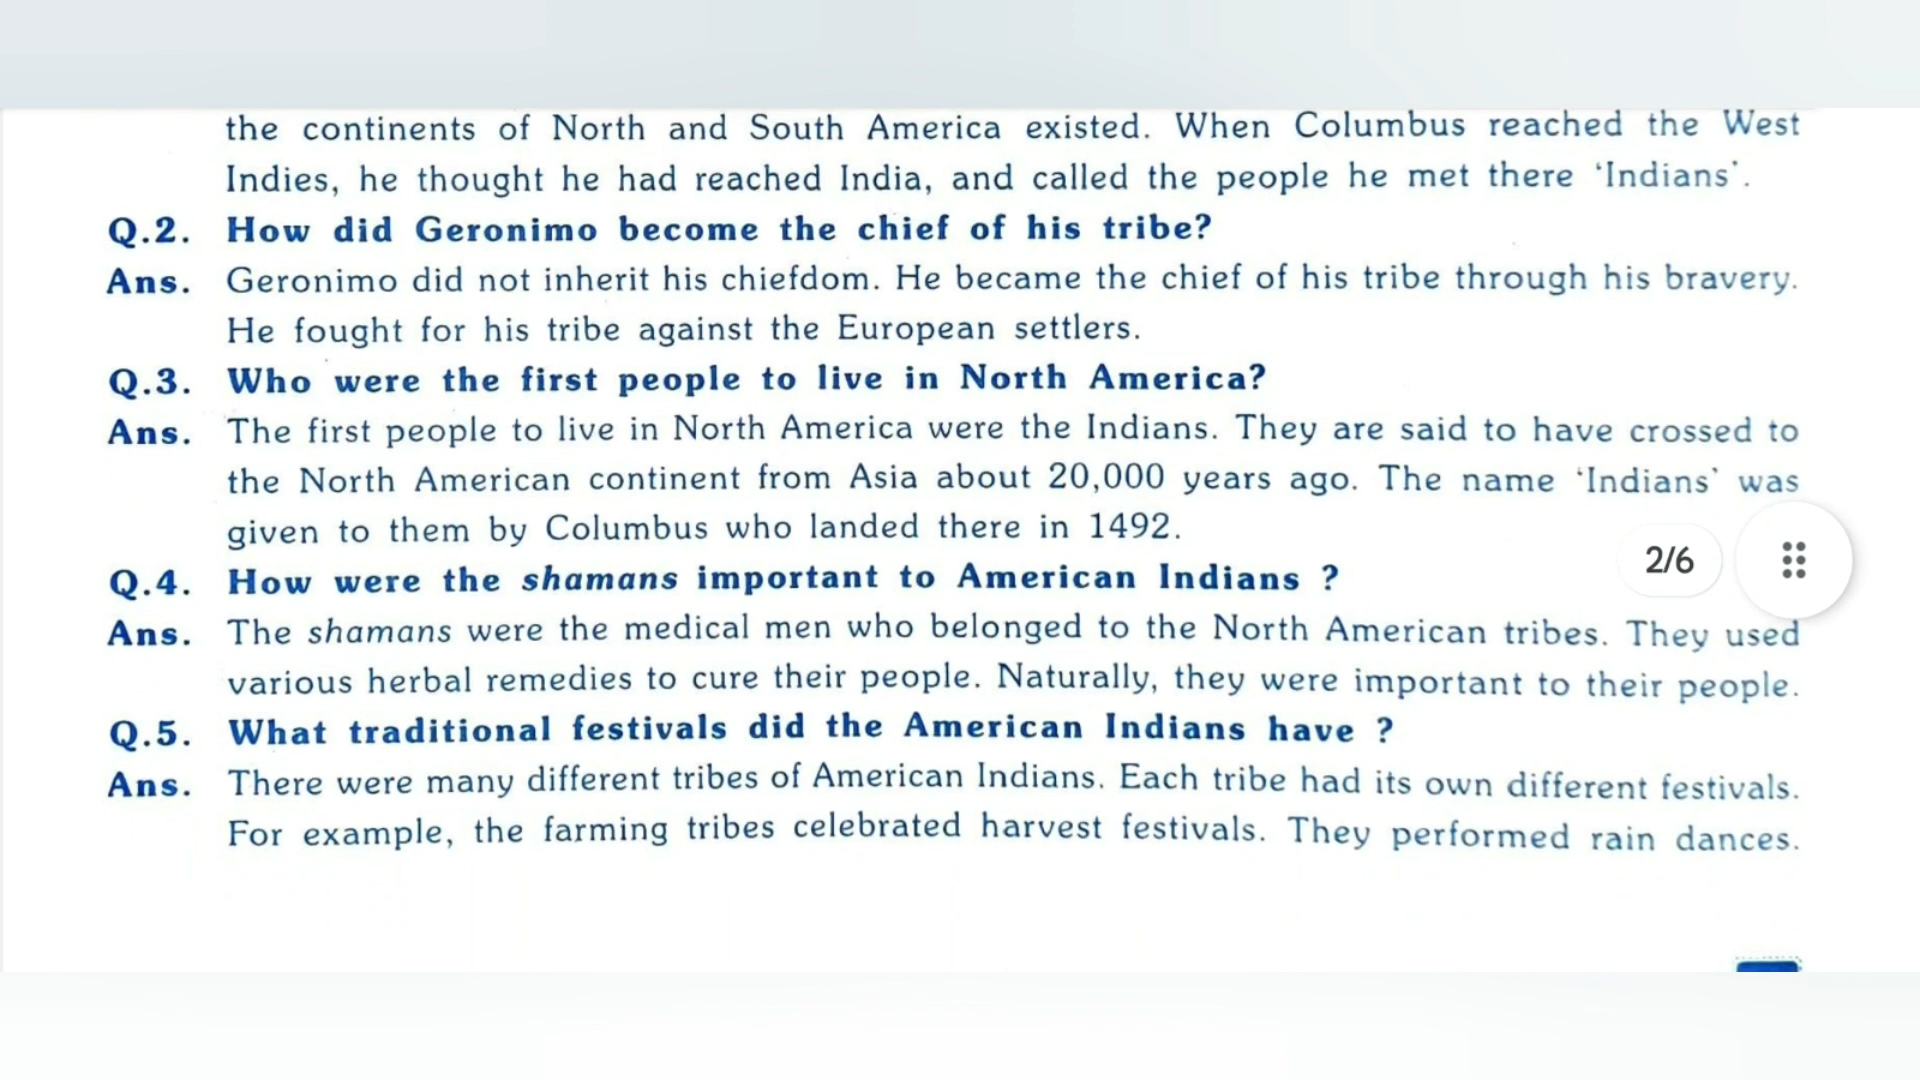 the continents of North and South America existed. When Columbus reached the West
Indies, he thought he had reached India, and called the people he met there ‘Indians’.
Q.2. How did Geronimo become the chief of his tribe?
Ans. Geronimo did not inherit his chiefdom. He became the chief of his tribe through his bravery.
He fought for his tribe against the European settlers.
Q.3. Who were the first people to live in North America?
Ans. The first people to live in North America were the Indians. They are said to have crossed to
the North American continent from Asia about 20,000 years ago. The name ‘Indians’ was
given to them by Columbus who landed there in 1492.
2/6
Q.4. How were the shamans important to American Indians ?
Ans. The shamans were the medical men who belonged to the North American tribes. They used
various herbal remedies to cure their people. Naturally, they were important to their people.
Q.5. What traditional festivals did the American Indians have ?
Ans. There were many different tribes of American Indians. Each tribe had its own different festivals.
For example, the farming tribes celebrated harvest festivals. They performed rain dances.